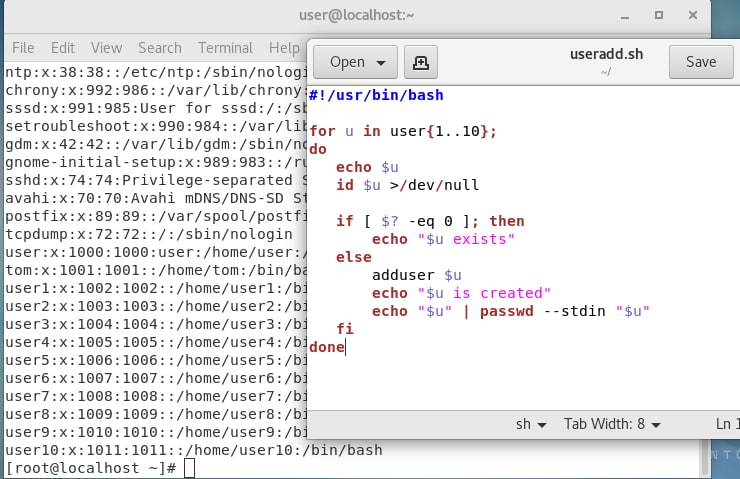 user@localhost:~
File Edit View Search Terminal Help
ntp:x:38:38::/etc/ntp:/sbin/nologi
chrony:x:992:986::/var/lib/chrony:
sssd:x:991:985:User for sssd:/:/sb
setroubleshoot:x:990:984::/var/lib
gdm:x:42:42::/var/lib/gdm:/sbin/no
gnome-initial-setup:x:989:983::/ru
sshd:x:74:74:Privilege-separated S
avahi:x:70:70:Avahi mDNS/DNS-SD St
postfix:x:89:89::/var/spool/postfi
tcpdump:x:72:72::/:/sbin/nologin
user:x:1000:1000:user:/home/user:/
tom:x:1001:1001::/home/tom:/bin/ba
user1:x:1002:1002::/home/user1:/bi
user2:x:1003:1003::/home/user2:/bi
user3:x:1004:1004::/home/user3:/bi
user4:x:1005:1005::/home/user4:/bi
user5:x:1006:1006::/home/user5:/bi
user6:x:1007:1007::/home/user6:/bi
user7:x:1008:1008::/home/user7:/bi
user8:x:1009:1009::/home/user8:/bi
user9:x:1010:1010::/home/user9:/bi
user10:x:1011:1011::/home/user10:/bin/bash
[root@localhost ~]#
Open
useradd.sh
~/
Save
#!/usr/bin/bash
for u in user{1..10};
do
echo $u
id $u >/dev/null
if [ $? -eq 0 ]; then
echo "$u exists"
else
adduser $u
echo "$u is created"
echo "$u" | passwd --stdin "$u"
fi
done
sh Tab Width: 8 Ln 1